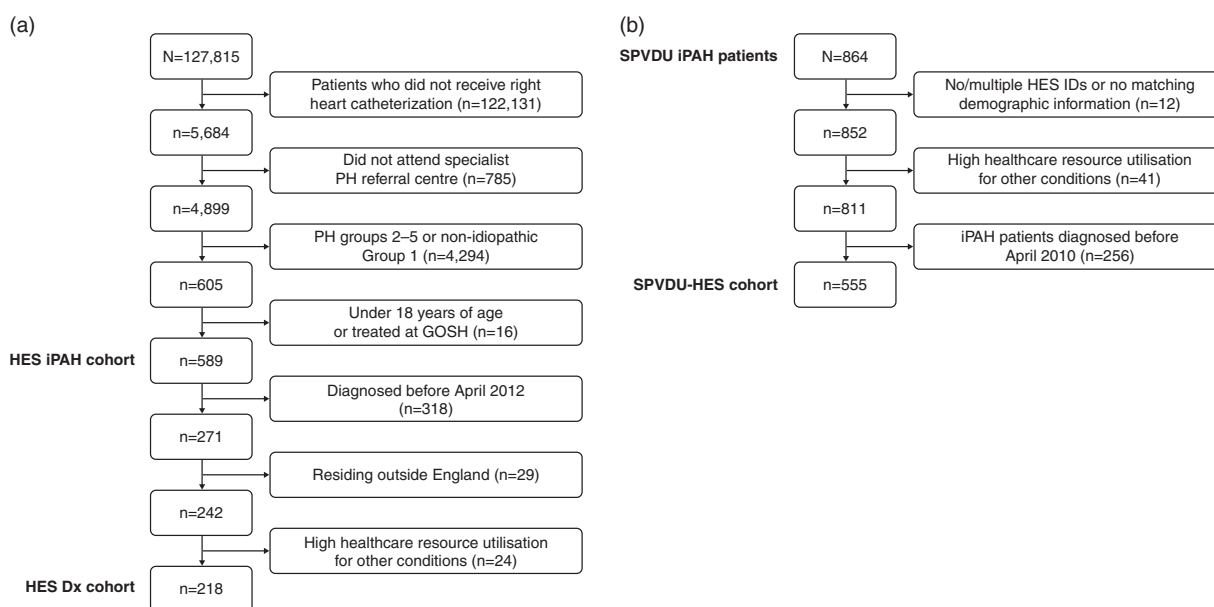 (a)
N=127,815
Patients who did not receive right
heart catheterization (n=122,131)
n=5,684
Did not attend specialist
PH referral centre (n=785)
n=4,899
PH groups 2–5 or non-idiopathic
Group 1 (n=4,294)
n=605
Under 18 years of age
or treated at GOSH (n=16)
HES iPAH cohort
n=589
Diagnosed before April 2012
(n=318)
n=271
Residing outside England (n=29)
n=242
High healthcare resource utilisation
for other conditions (n=24)
HES Dx cohort
n=218
(b)
SPVDU iPAH patients
N=864
No/multiple HES IDs or no matching
demographic information (n=12)
n=852
High healthcare resource utilisation
for other conditions (n=41)
n=811
iPAH patients diagnosed before
April 2010 (n=256)
SPVDU-HES cohort
n=555